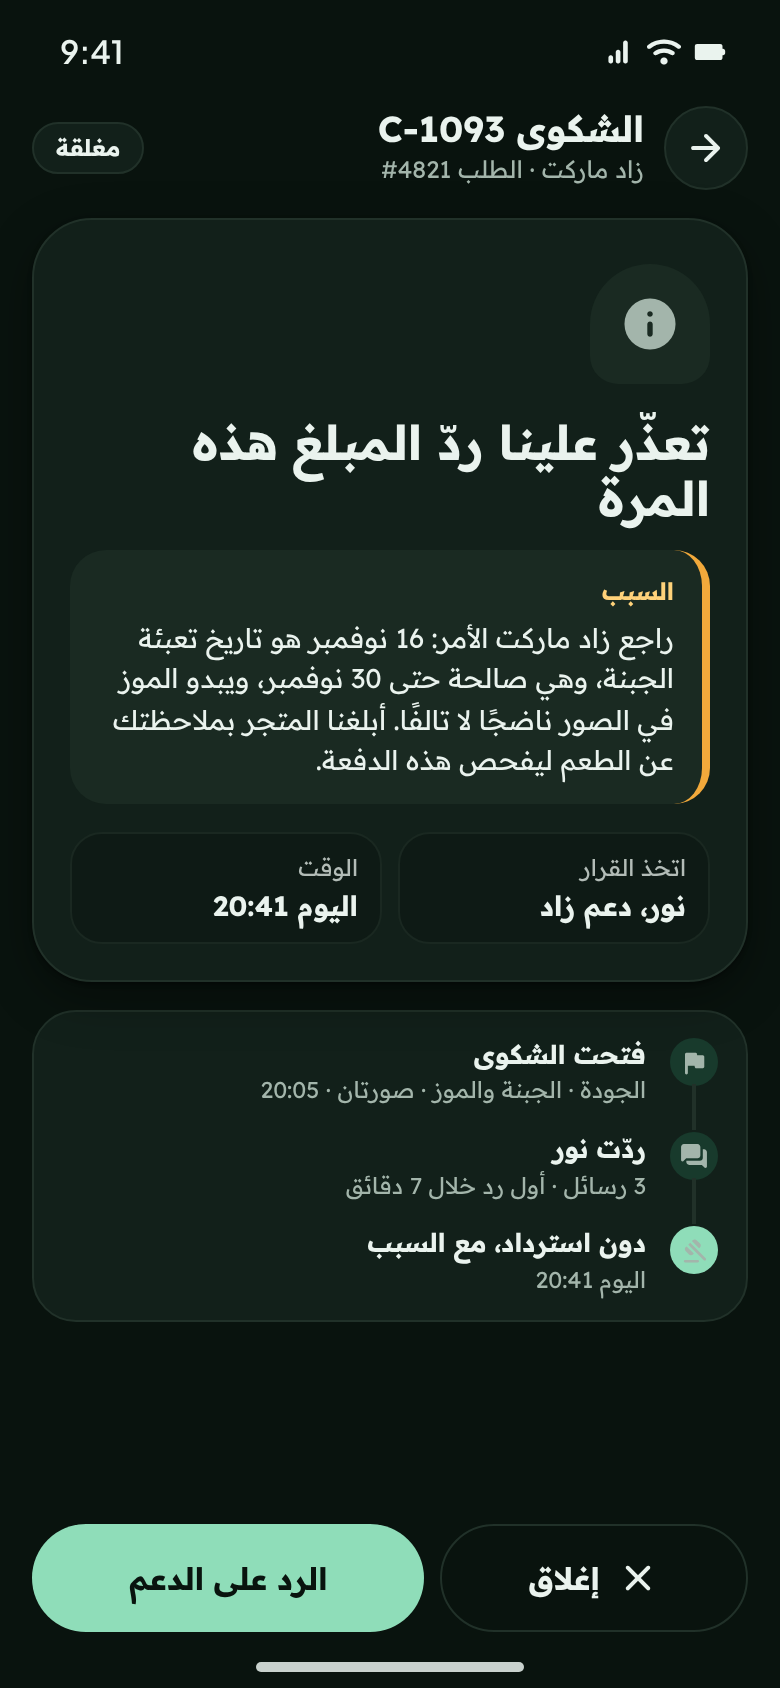 9:41
الشكوى C-1093
زاد ماركت · الطلب 4821#
مغلقة
تعذّر علينا ردّ المبلغ هذه
المرة
السبب
راجع زاد ماركت الأمر: 16 نوفمبر هو تاريخ تعبئة
الجبنة، وهي صالحة حتى 30 نوفمبر، ويبدو الموز
في الصور ناضجًا لا تالفًا. أبلغنا المتجر بملاحظتك
عن الطعم ليفحص هذه الدفعة.
اتخذ القرار
نور، دعم زاد
الوقت
اليوم 20:41
فتحت الشكوى
الجودة · الجبنة والموز · صورتان · 20:05
ردّت نور
3 رسائل · أول رد خلال 7 دقائق
دون استرداد، مع السبب
اليوم 20:41
إغلاق
الرد على الدعم